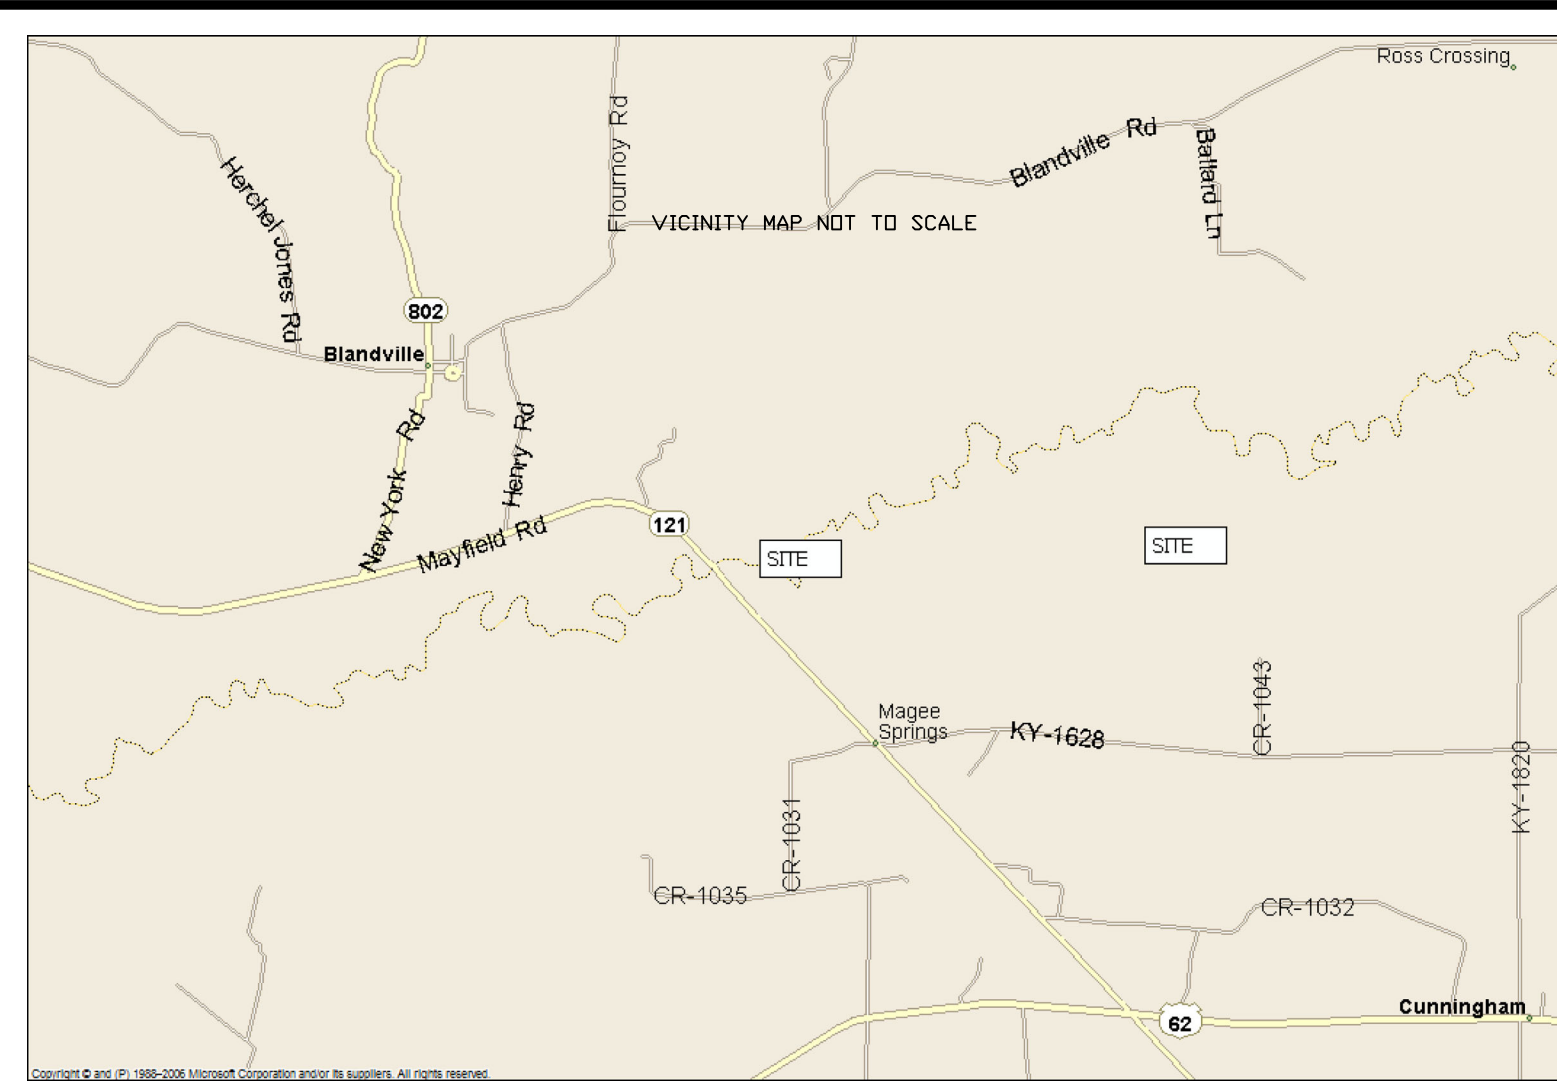 Ross Crossing
Flournoy Rd
Blandville Rd
Ballard Ln
Herchel Jones Rd
VICINITY MAP NOT TO SCALE
802
Blandville
New York Rd
Henry Rd
Mayfield Rd
121
SITE
SITE
CR-1043
Magee
Springs
KY-1628
KY-1820
CR-1031
CR-1035
CR-1032
Cunningham
62
Copyright © and (P) 1988–2006 Microsoft Corporation and/or its suppliers. All rights reserved.